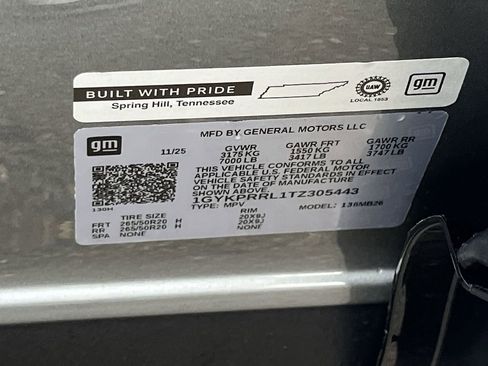 BUILT WITH PRIDE
Spring Hill, Tennessee
UAW
LOCAL 1853
gm
gm
MFD BY GENERAL MOTORS LLC
11/25
GVWR GAWR FRT GAWR RR
3175 KG 1550 KG 1700 KG
7000 LB 3417 LB 3747 LB
THIS VEHICLE CONFORMS TO ALL
APPLICABLE U.S. FEDERAL MOTOR
VEHICLE SAFETY STANDARDS IN EFFECT
ON THE DATE OF MANUFACTURE
SHOWN ABOVE.
1GYKPRRL1TZ305443
TYPE: MPV MODEL: 136MB26
130H
TIRE SIZE RIM
FRT 265/50R20 H 20X9J
RR 265/50R20 H 20X9J
SPA NONE NONE